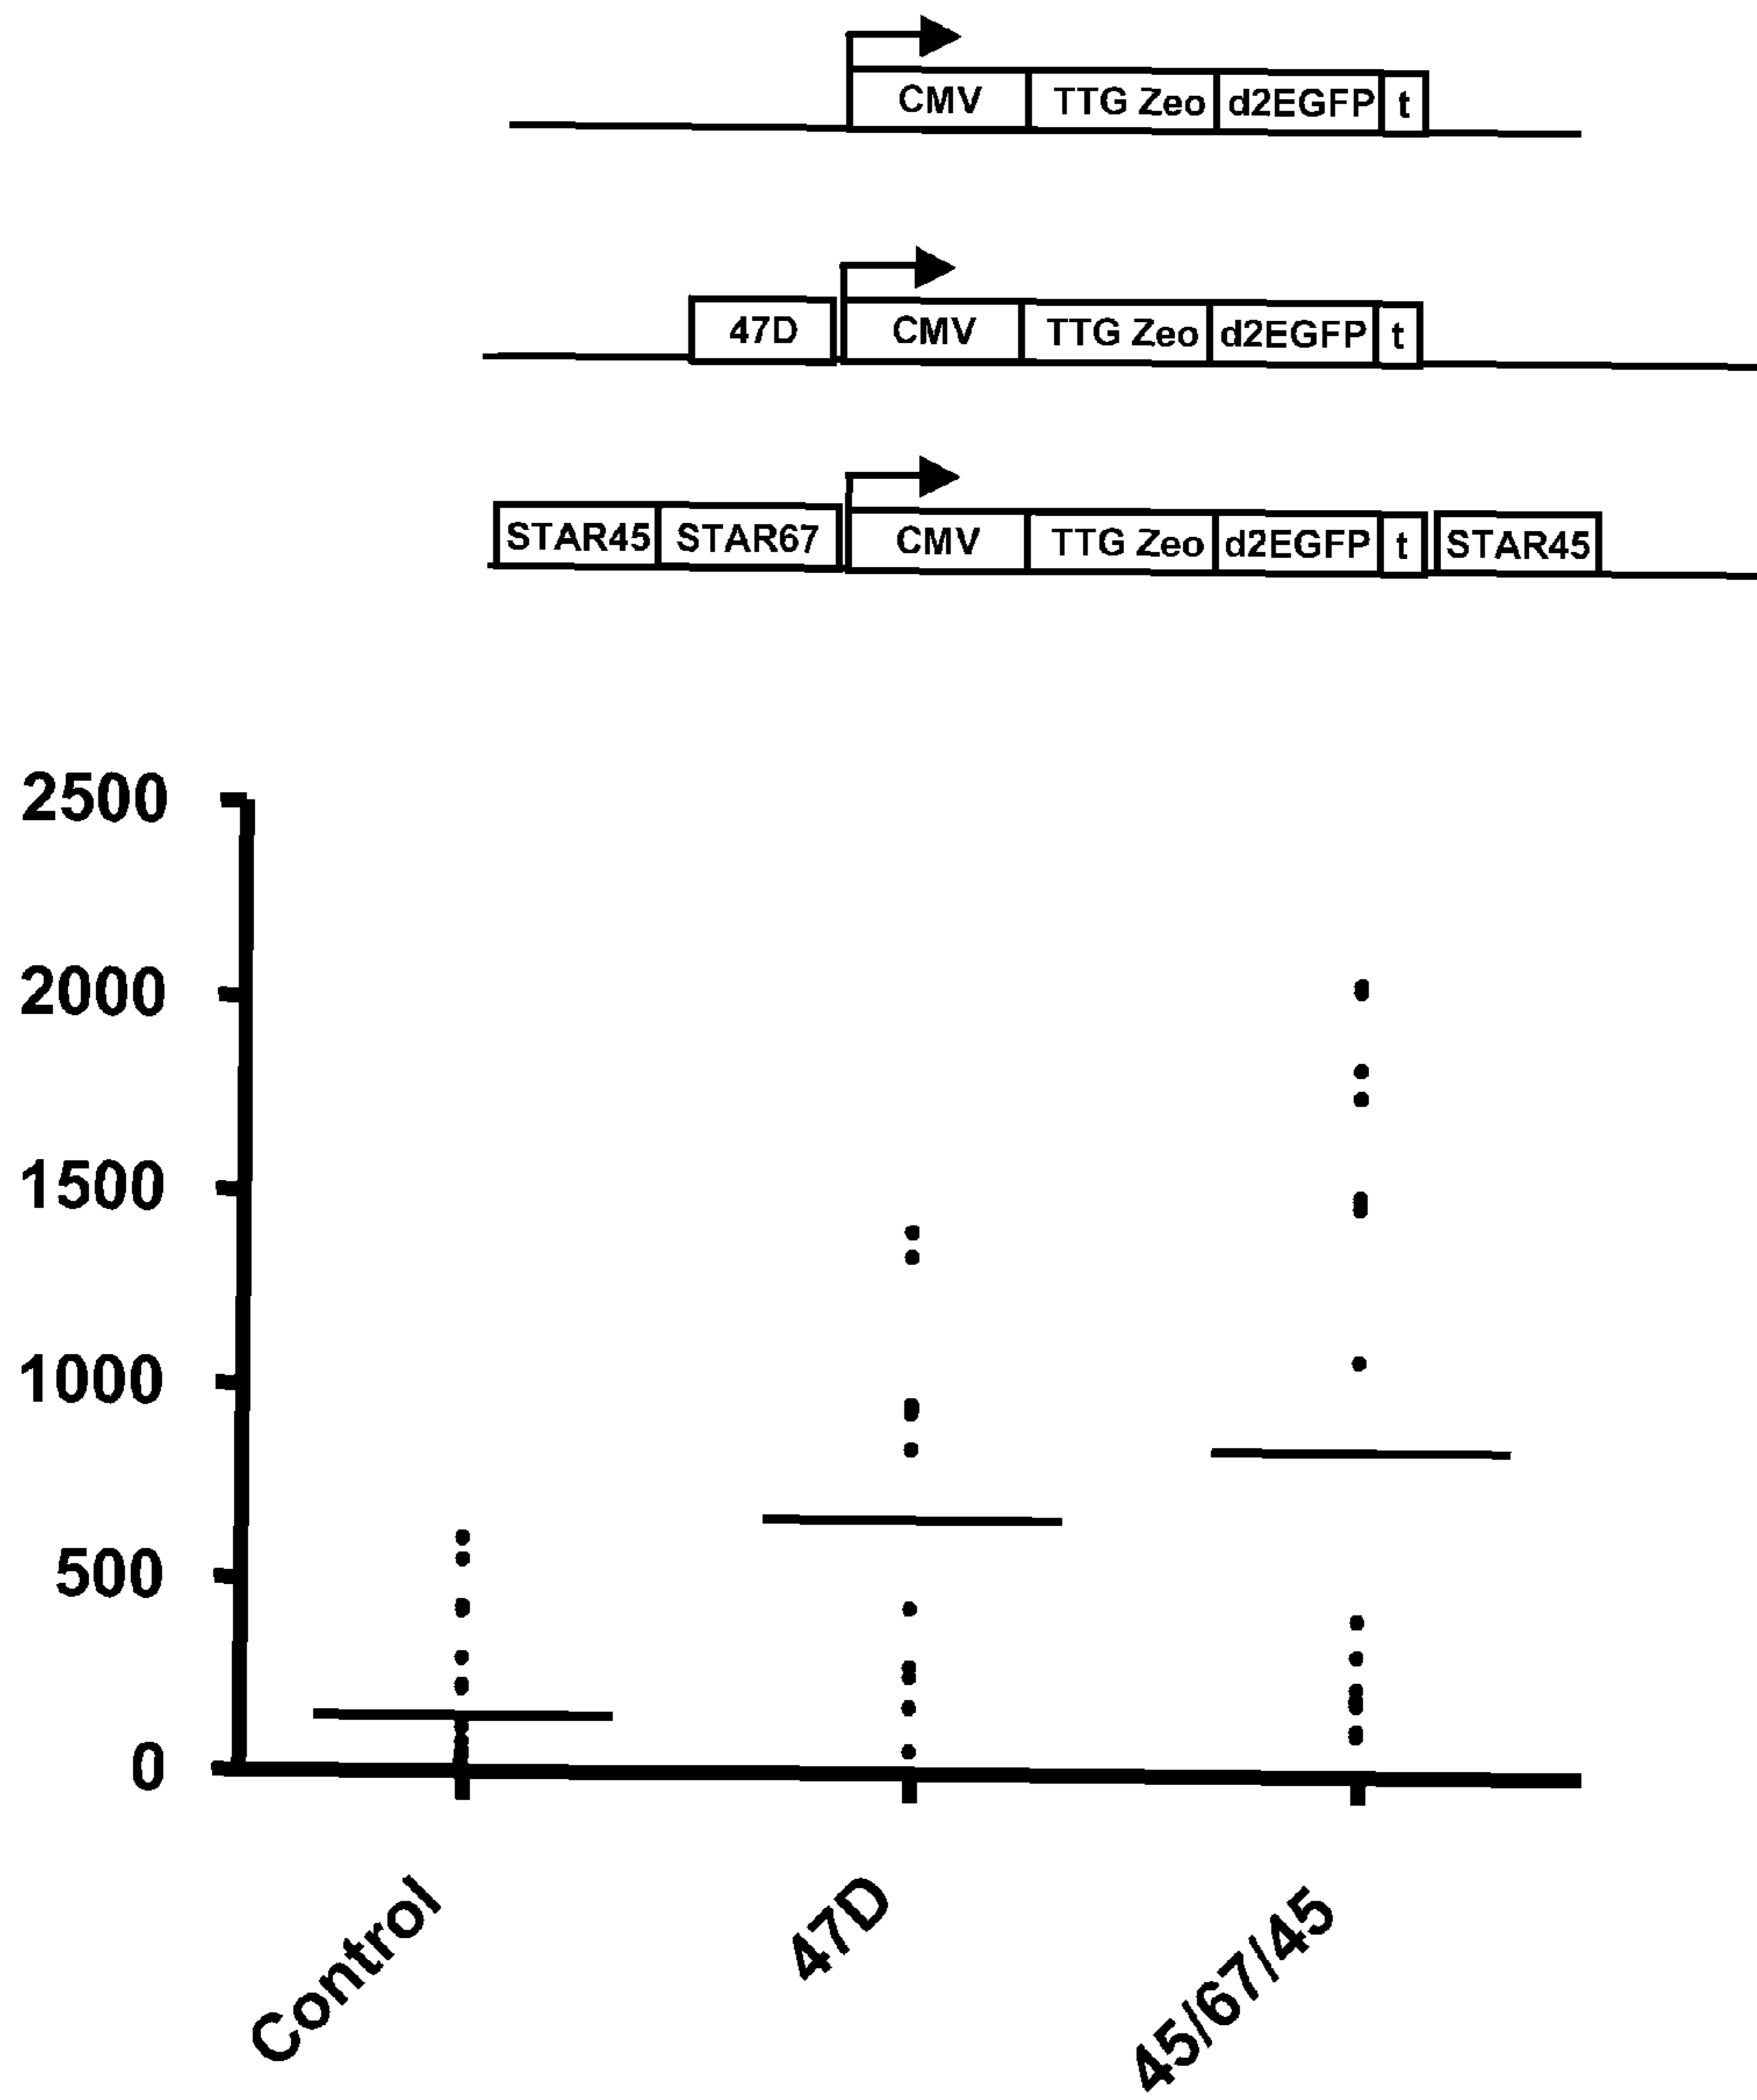 CMV TTG Zeo d2EGFP t
47D CMV TTG Zeo d2EGFP t
STAR45 STAR67 CMV TTG Zeo d2EGFP t STAR45
2500
2000
1500
1000
500
0
Control 47D 45/67/45